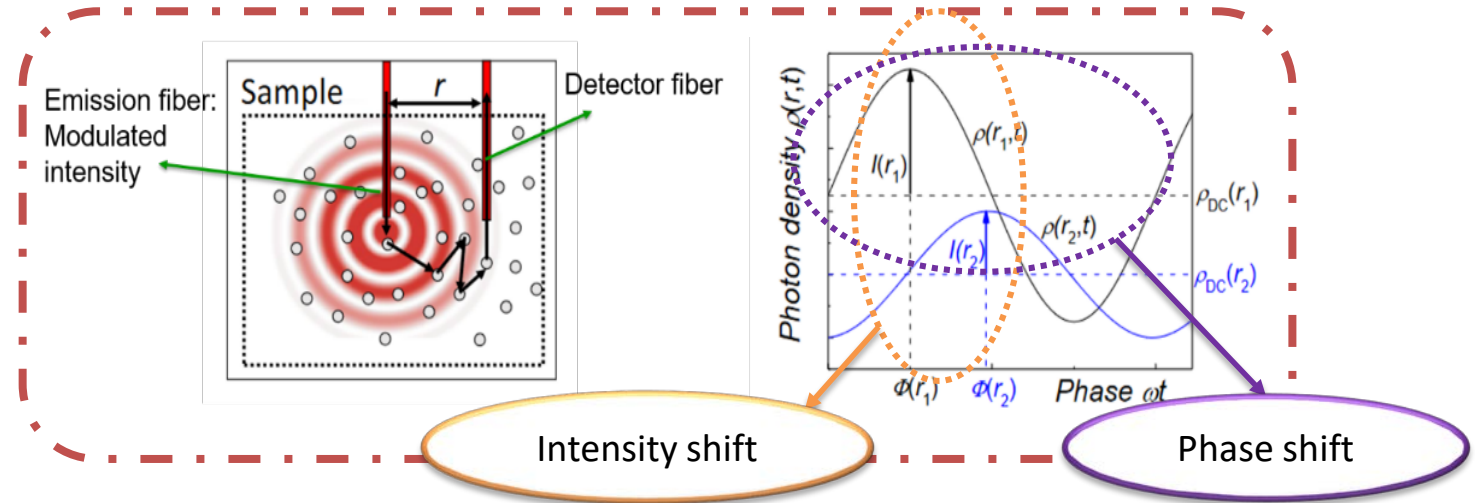 Emission fiber:
Modulated
intensity
Sample
r
Detector fiber
Photon density ρ(r,t)
I(r₁)
ρ(r₁,t)
I(r₂)
ρ(r₂,t)
ρDC(r₁)
ρDC(r₂)
Φ(r₁)
Φ(r₂)
Phase ωt
Intensity shift
Phase shift